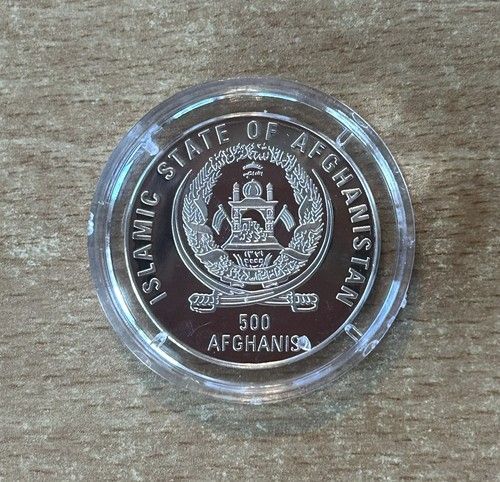 ISLAMIC STATE OF AFGHANISTAN
500
AFGHANIS